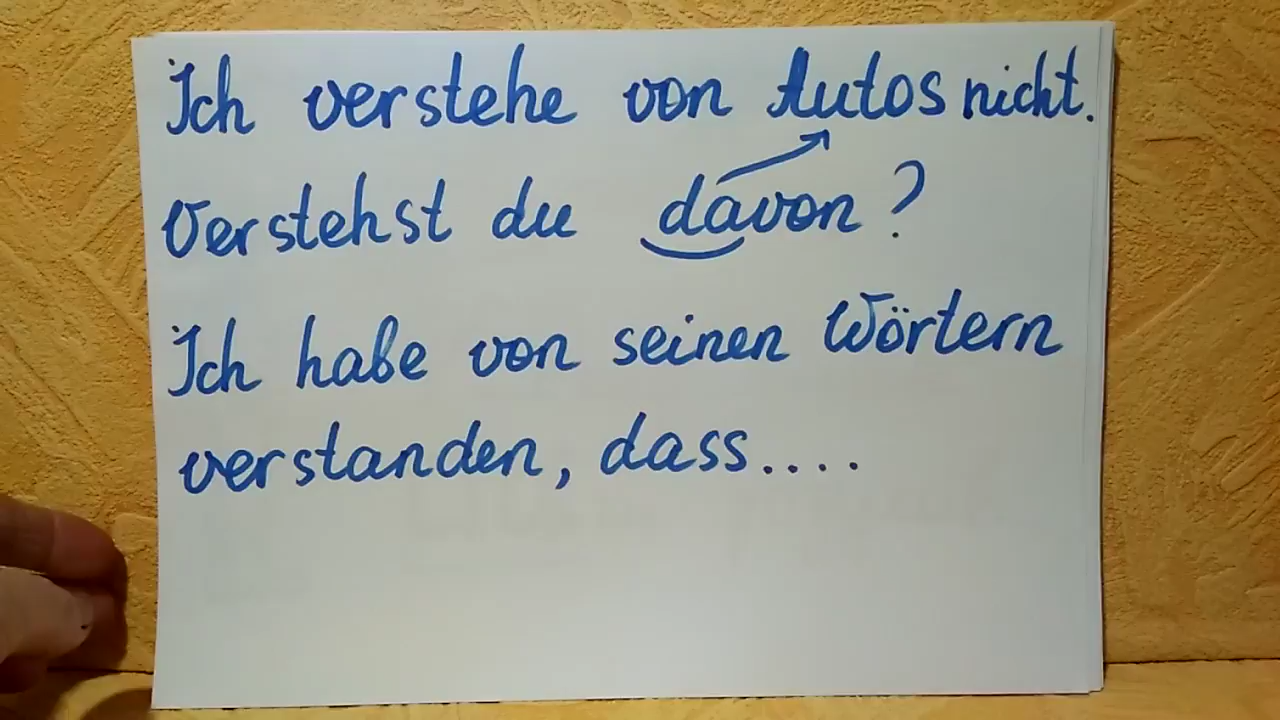 Ich verstehe von Autos nicht.
Verstehst du davon?
Ich habe von seinen Wörtern
verstanden, dass....